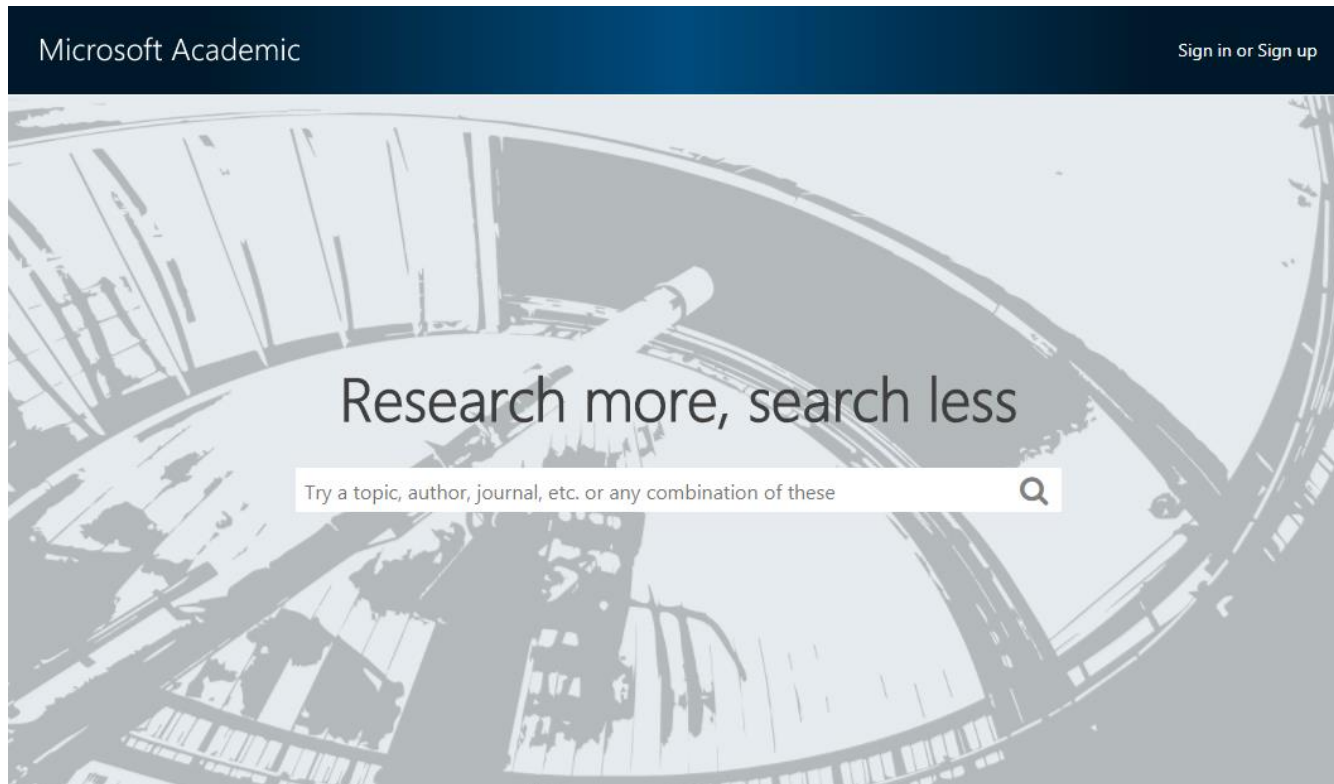 Microsoft Academic
Sign in or Sign up
Research more, search less
Try a topic, author, journal, etc. or any combination of these